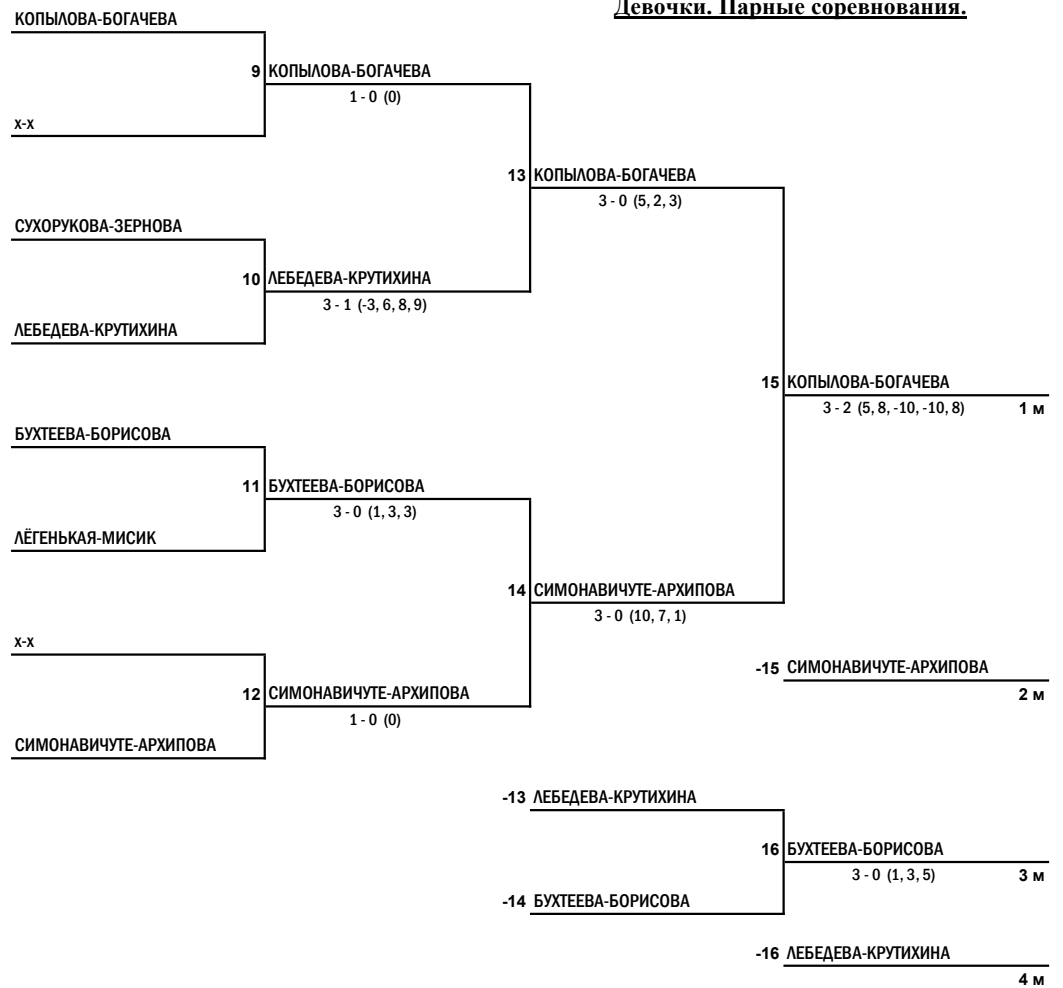 Девочки. Парные соревнования.
КОПЫЛОВА-БОГАЧЕВА
9 КОПЫЛОВА-БОГАЧЕВА
1 - 0 (0)
х-х
13 КОПЫЛОВА-БОГАЧЕВА
3 - 0 (5, 2, 3)
СУХОРУКОВА-ЗЕРНОВА
10 ЛЕБЕДЕВА-КРУТИХИНА
3 - 1 (-3, 6, 8, 9)
ЛЕБЕДЕВА-КРУТИХИНА
15 КОПЫЛОВА-БОГАЧЕВА
3 - 2 (5, 8, -10, -10, 8) 1 м
БУХТЕЕВА-БОРИСОВА
11 БУХТЕЕВА-БОРИСОВА
3 - 0 (1, 3, 3)
ЛЁГЕНЬКАЯ-МИСИК
14 СИМОНАВИЧУТЕ-АРХИПОВА
3 - 0 (10, 7, 1)
х-х
-15 СИМОНАВИЧУТЕ-АРХИПОВА
12 СИМОНАВИЧУТЕ-АРХИПОВА
2 м
1 - 0 (0)
СИМОНАВИЧУТЕ-АРХИПОВА
-13 ЛЕБЕДЕВА-КРУТИХИНА
16 БУХТЕЕВА-БОРИСОВА
3 - 0 (1, 3, 5) 3 м
-14 БУХТЕЕВА-БОРИСОВА
-16 ЛЕБЕДЕВА-КРУТИХИНА
4 м